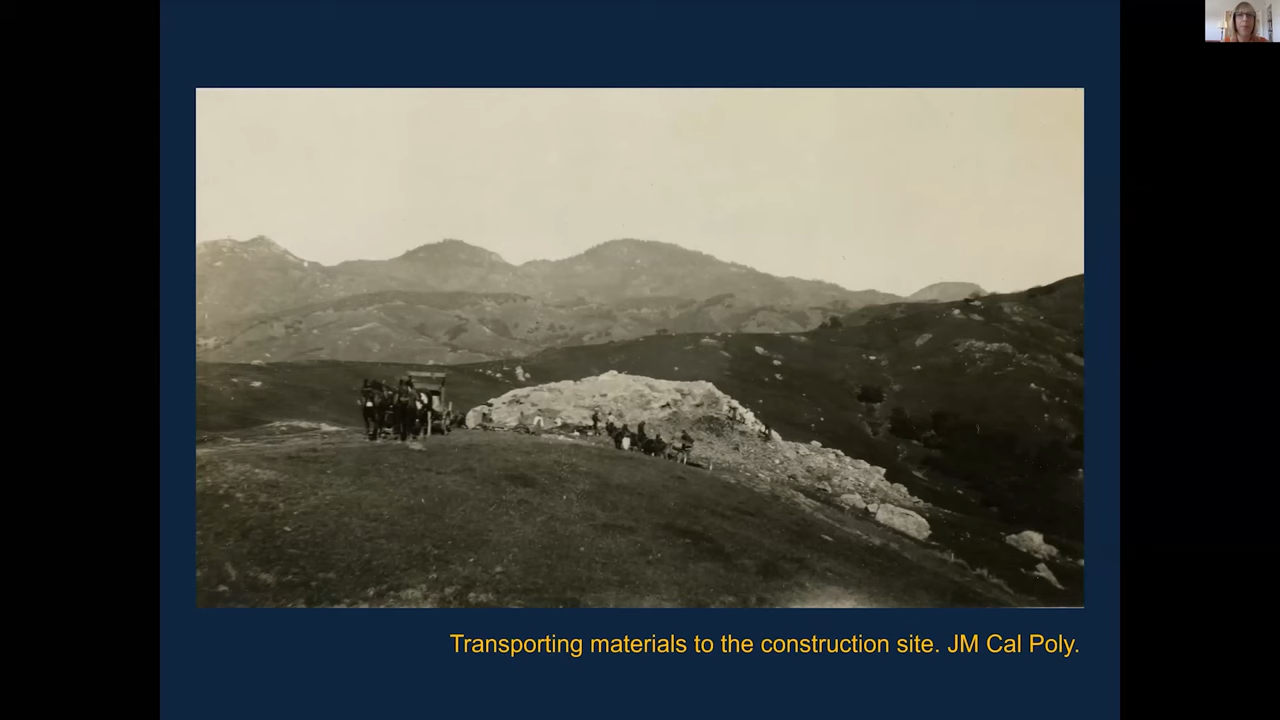 Transporting materials to the construction site. JM Cal Poly.